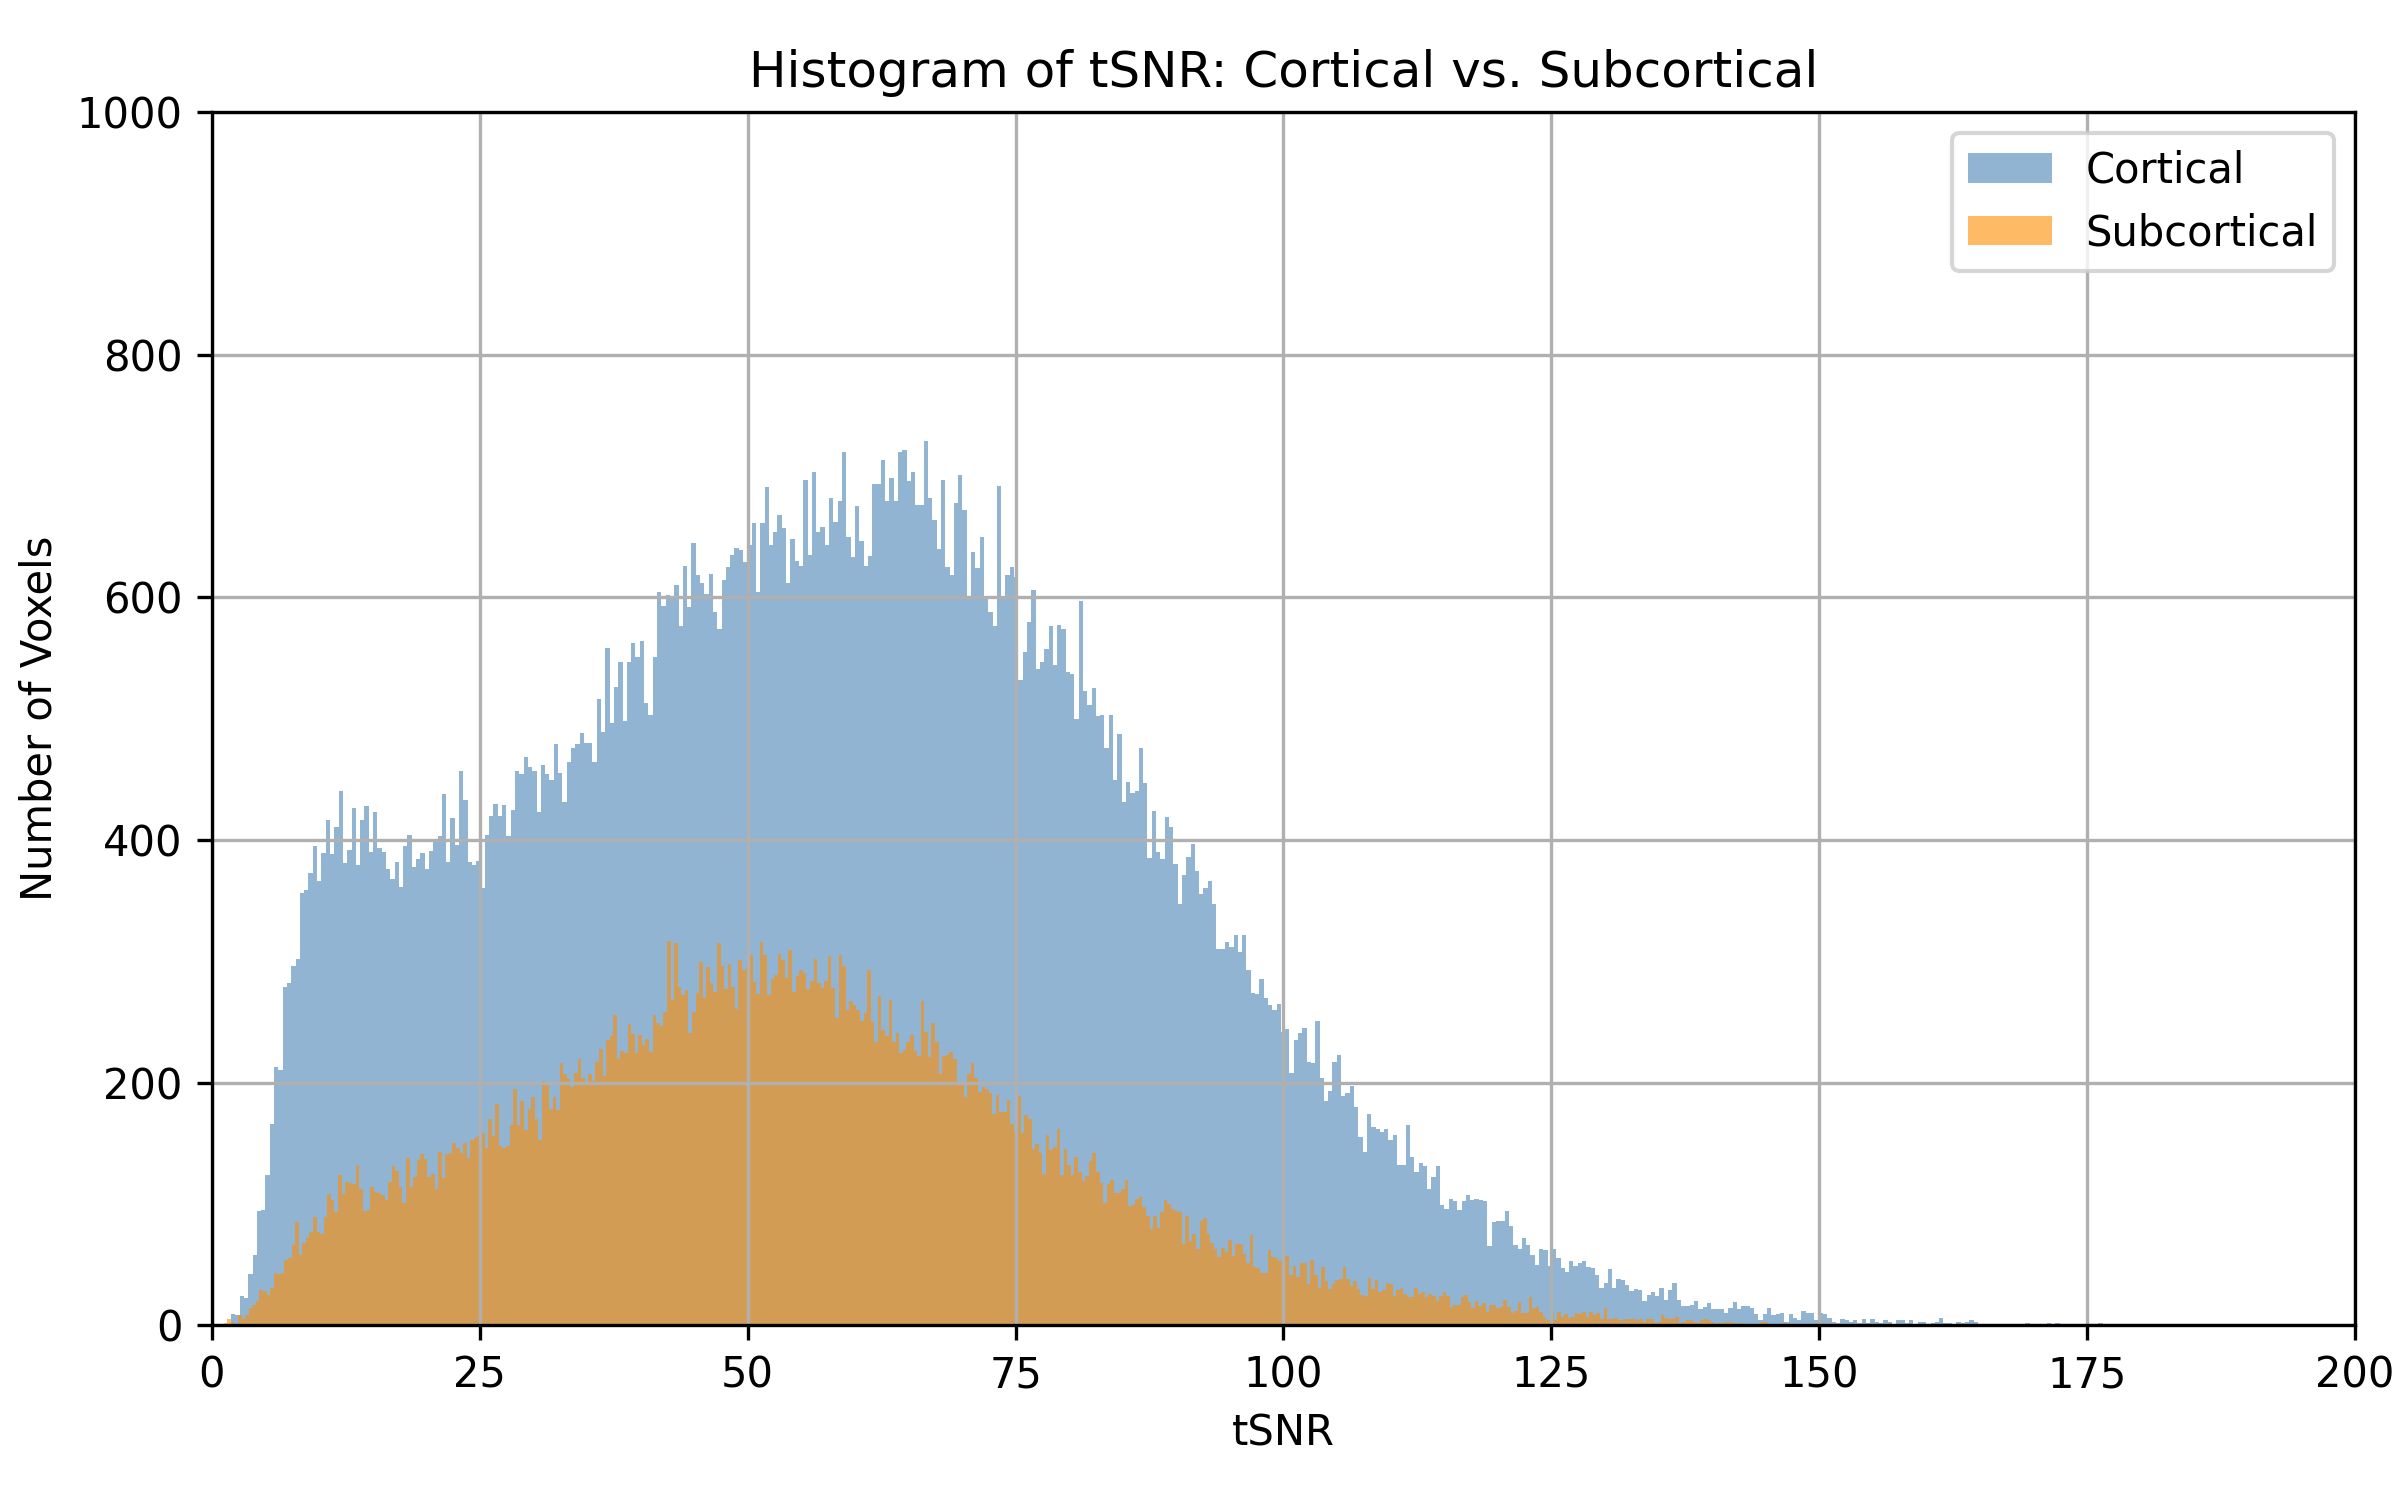 Histogram of tSNR: Cortical vs. Subcortical
1000
800
600
400
200
0
Number of Voxels
Cortical
Subcortical
0 25 50 75 100 125 150 175 200
tSNR